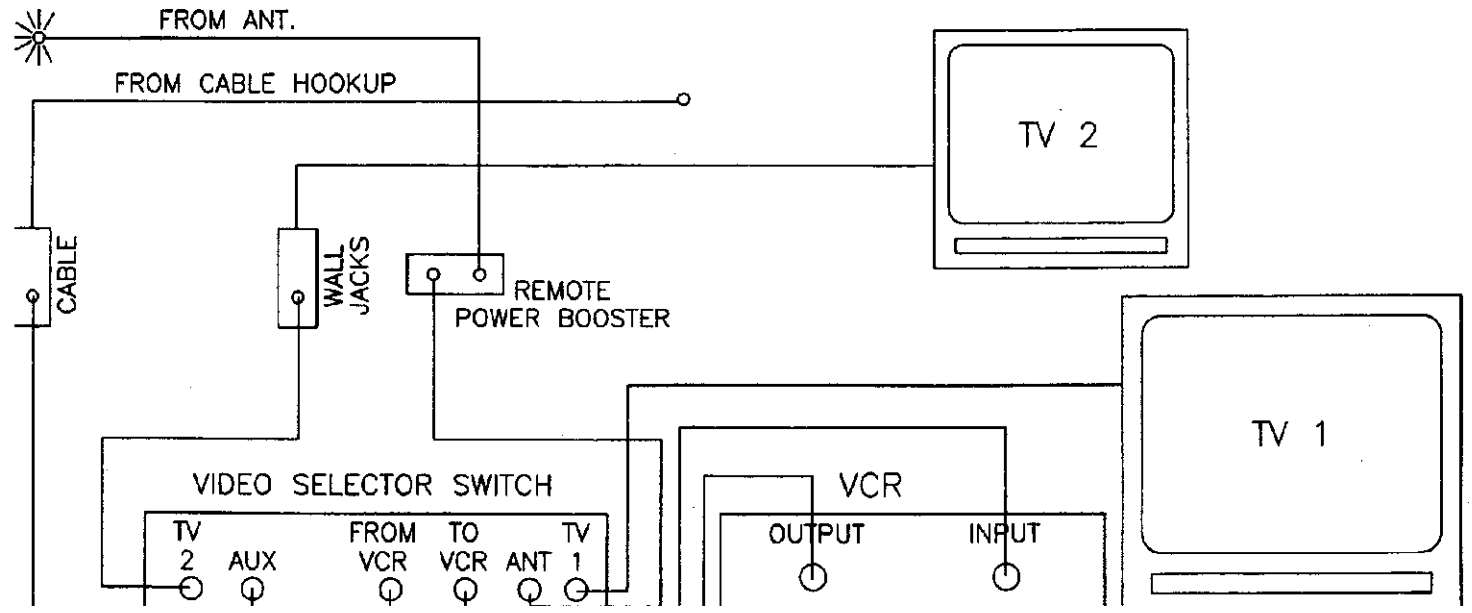 FROM ANT.
FROM CABLE HOOKUP
TV 2
CABLE
WALL
JACKS
REMOTE
POWER BOOSTER
TV 1
VIDEO SELECTOR SWITCH
VCR
TV
2
AUX
FROM
VCR
TO
VCR
ANT
TV
1
OUTPUT
INPUT